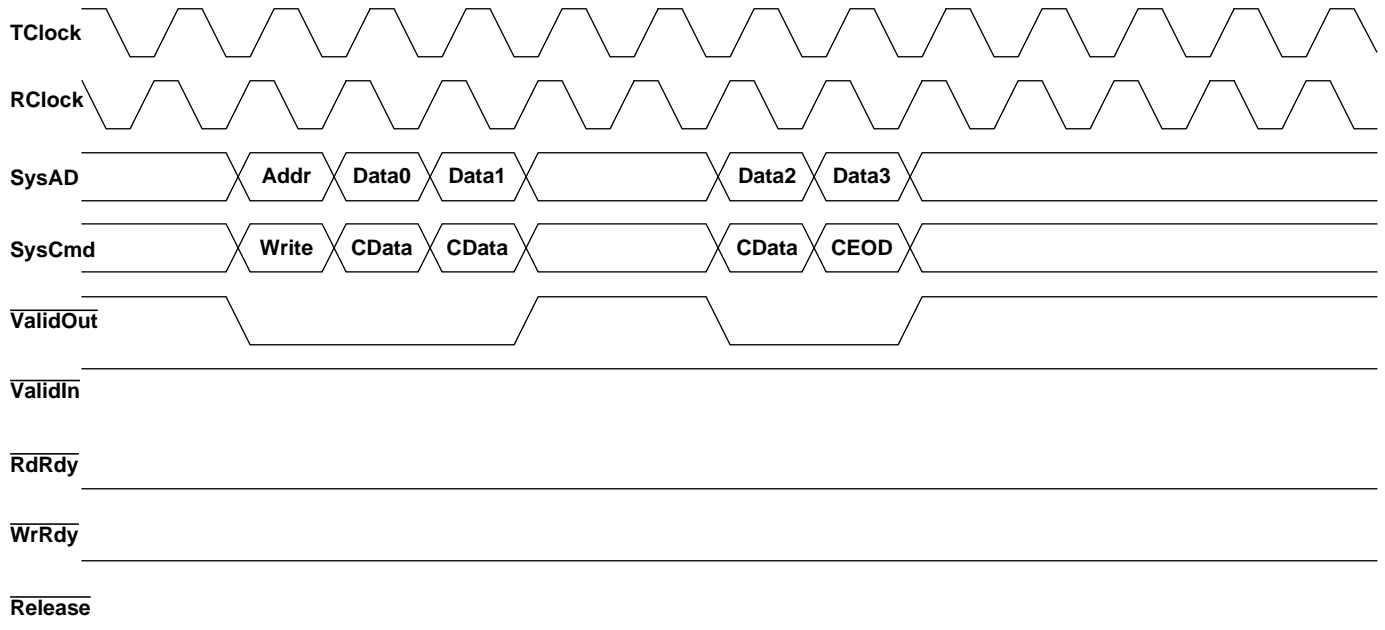 TClock
RClock
SysAD Addr Data0 Data1 Data2 Data3
SysCmd Write CData CData CData CEOD
ValidOut
ValidIn
RdRdy
WrRdy
Release